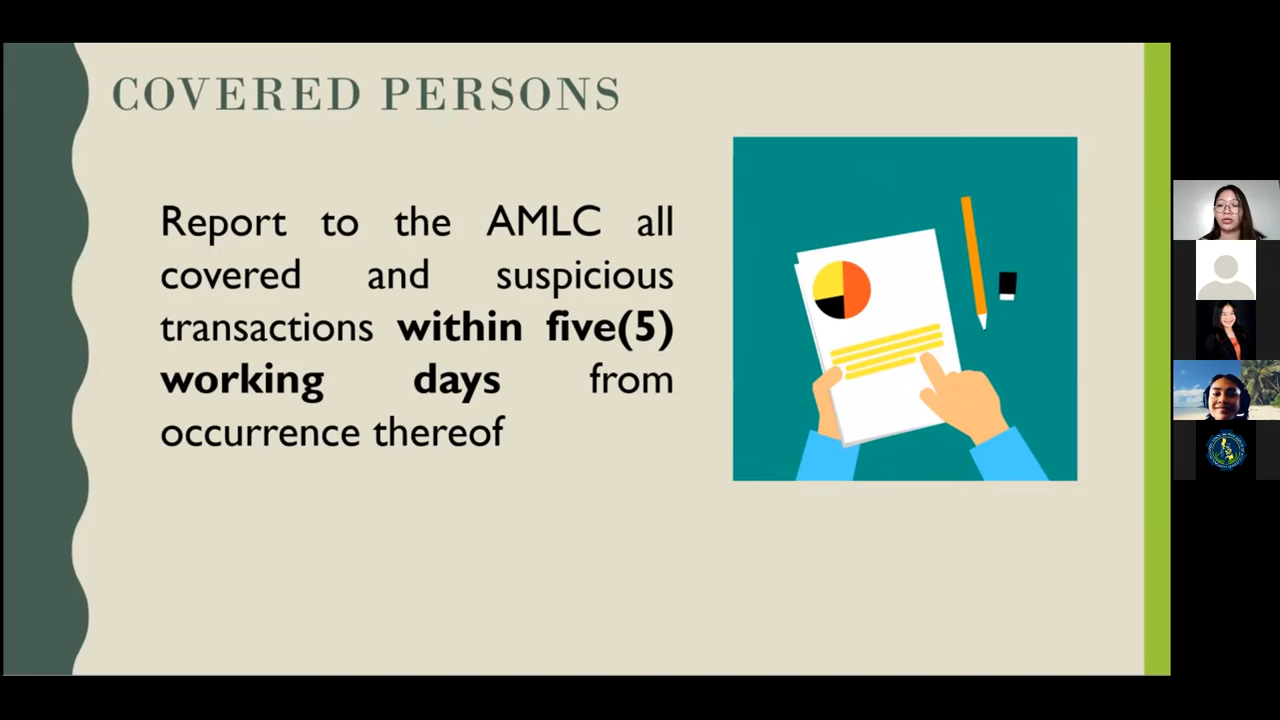 COVERED PERSONS
Report to the AMLC all
covered and suspicious
transactions within five(5)
working days from
occurrence thereof